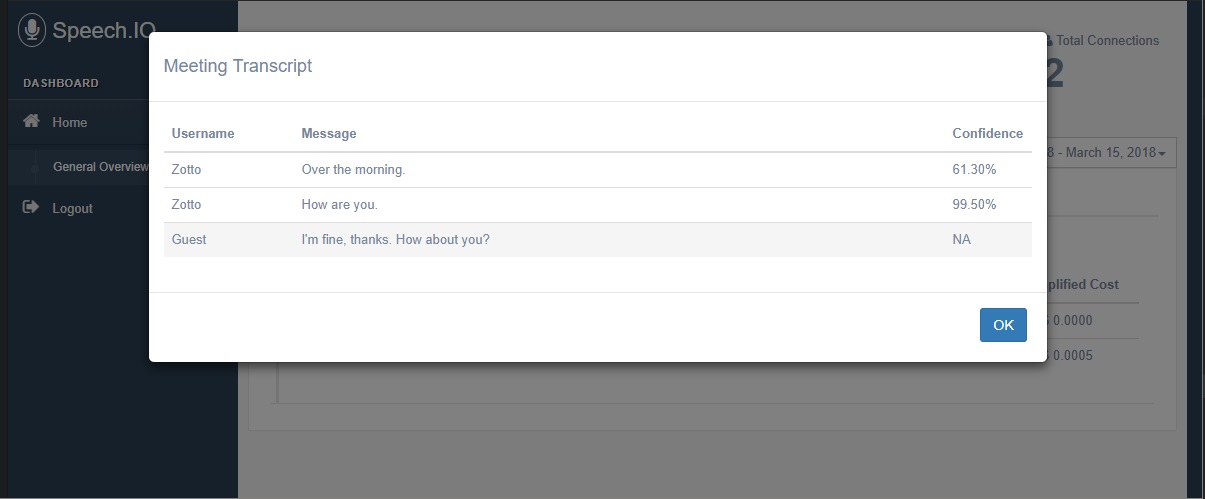 Speech.IO
Total Connections
2
Meeting Transcript
DASHBOARD
Username Message Confidence
Home
8 - March 15, 2018
General Overview
Zotto Over the morning. 61.30%
Zotto How are you. 99.50%
Logout
Guest I'm fine, thanks. How about you? NA
plified Cost
0.0000
OK
0.0005